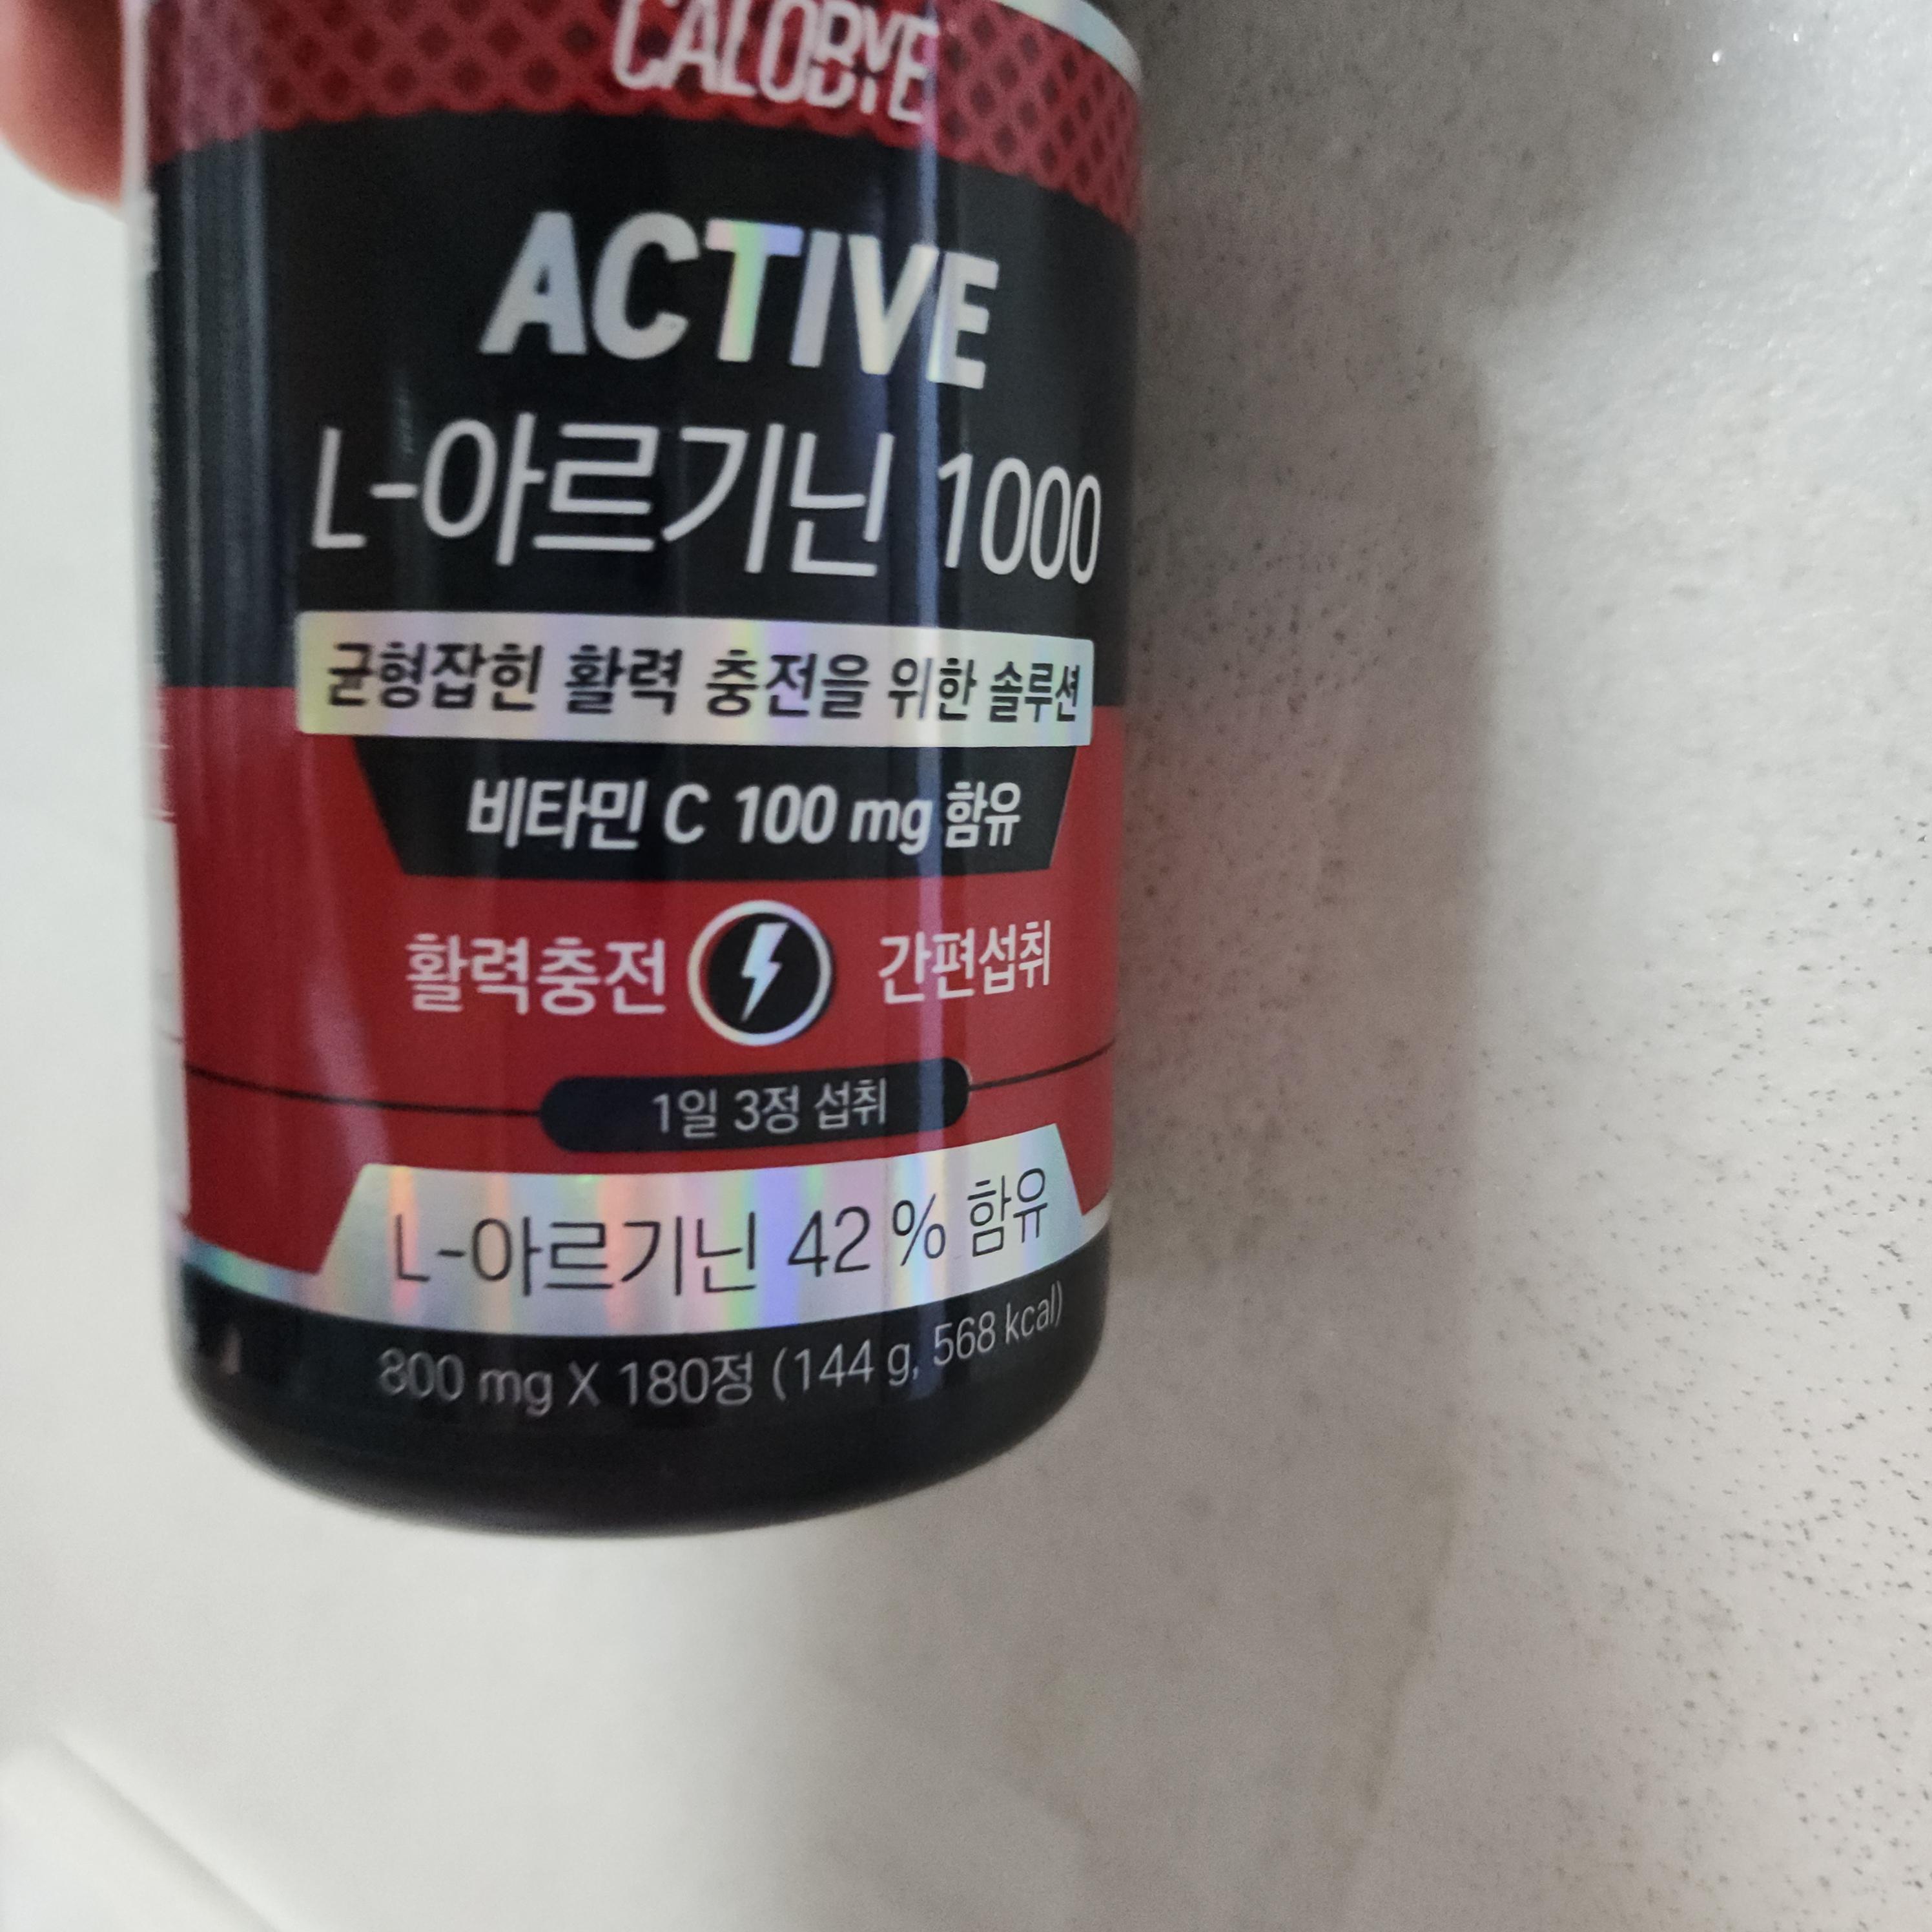 CALOBYE
ACTIVE
L-아르기닌 1000
균형잡힌 활력 충전을 위한 솔루션
비타민 C 100 mg 함유
활력충전 간편섭취
1일 3정 섭취
L-아르기닌 42 % 함유
800 mg X 180정 (144 g, 568 kcal)